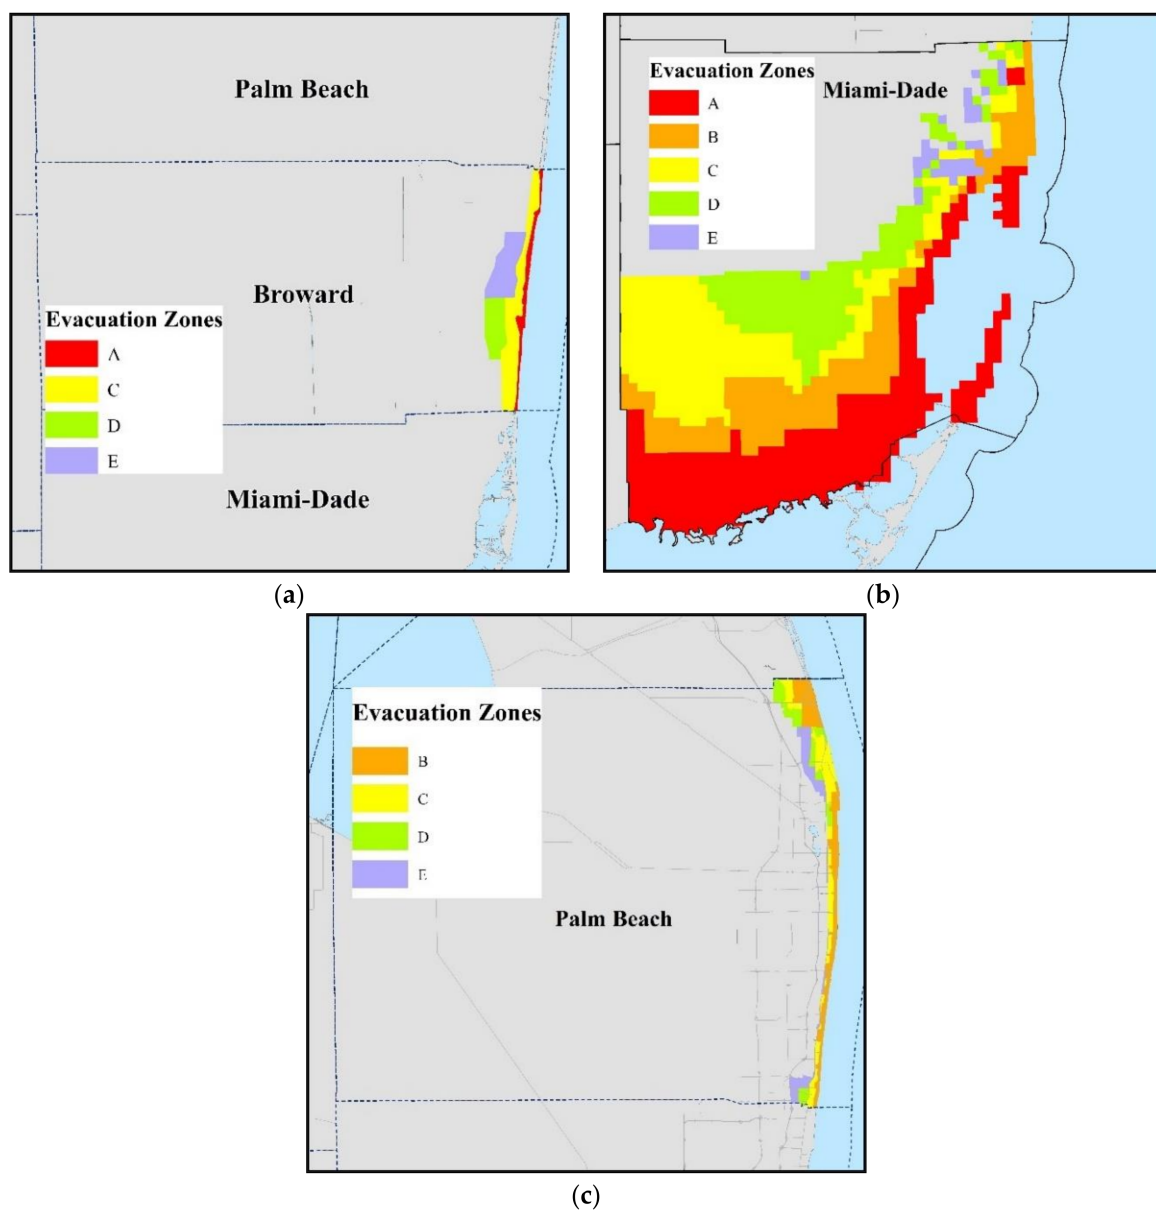 Palm Beach
Broward
Evacuation Zones
A
C
D
E
Miami-Dade
(a)
Evacuation Zones
Miami-Dade
A
B
C
D
E
(b)
Evacuation Zones
B
C
D
E
Palm Beach
(c)